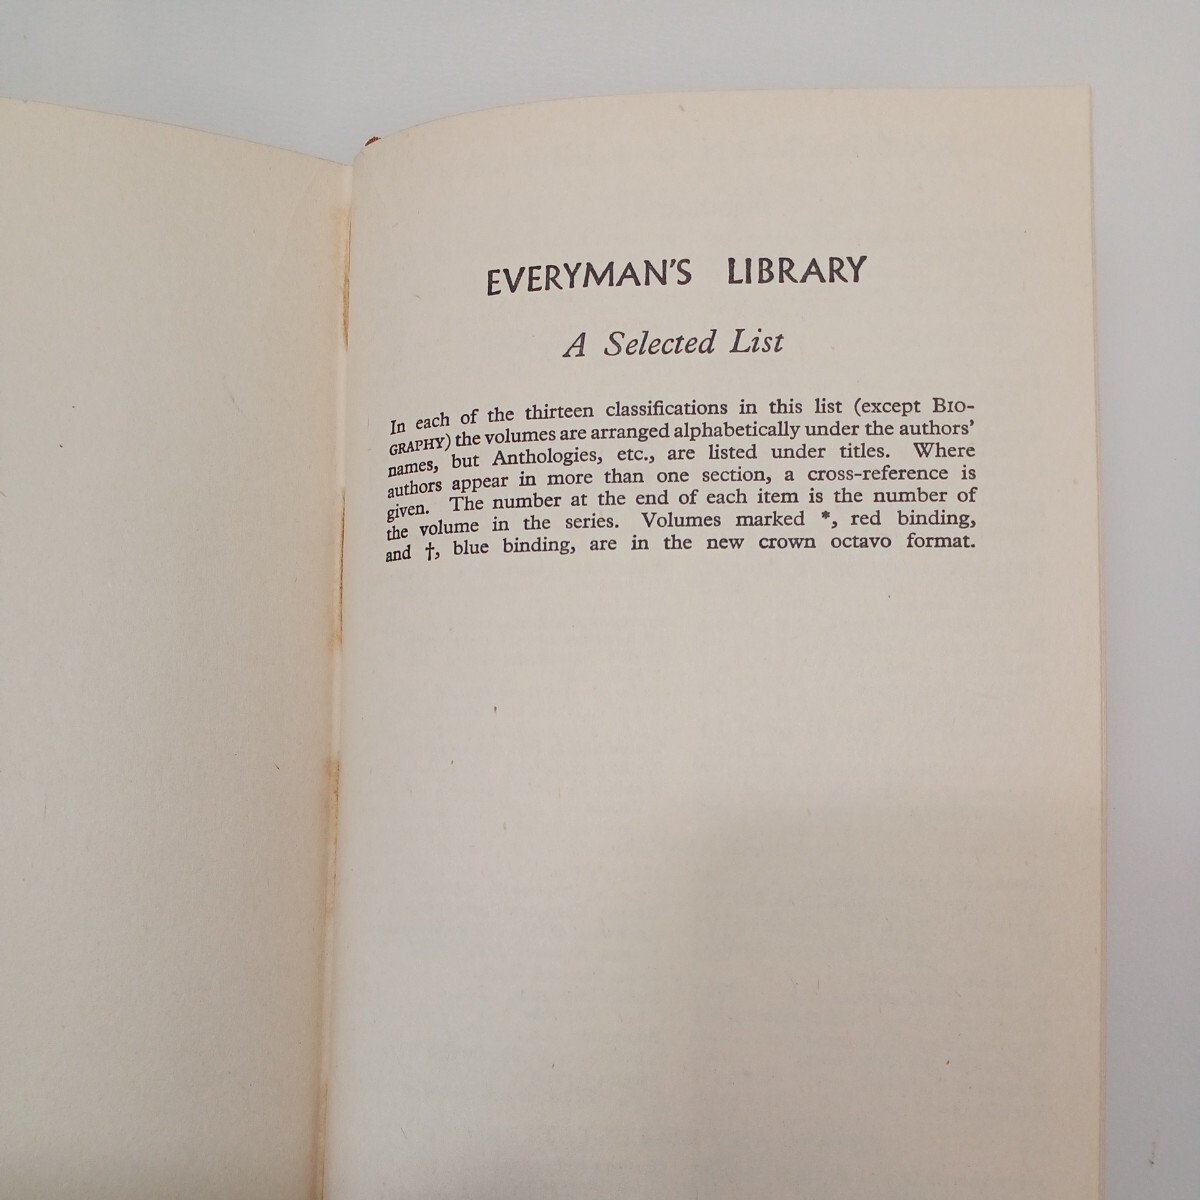 EVERYMAN'S LIBRARY
A Selected List
In each of the thirteen classifications in this list (except BIO-
GRAPHY) the volumes are arranged alphabetically under the authors'
names, but Anthologies, etc., are listed under titles. Where
authors appear in more than one section, a cross-reference is
given. The number at the end of each item is the number of
the volume in the series. Volumes marked *, red binding,
and †, blue binding, are in the new crown octavo format.